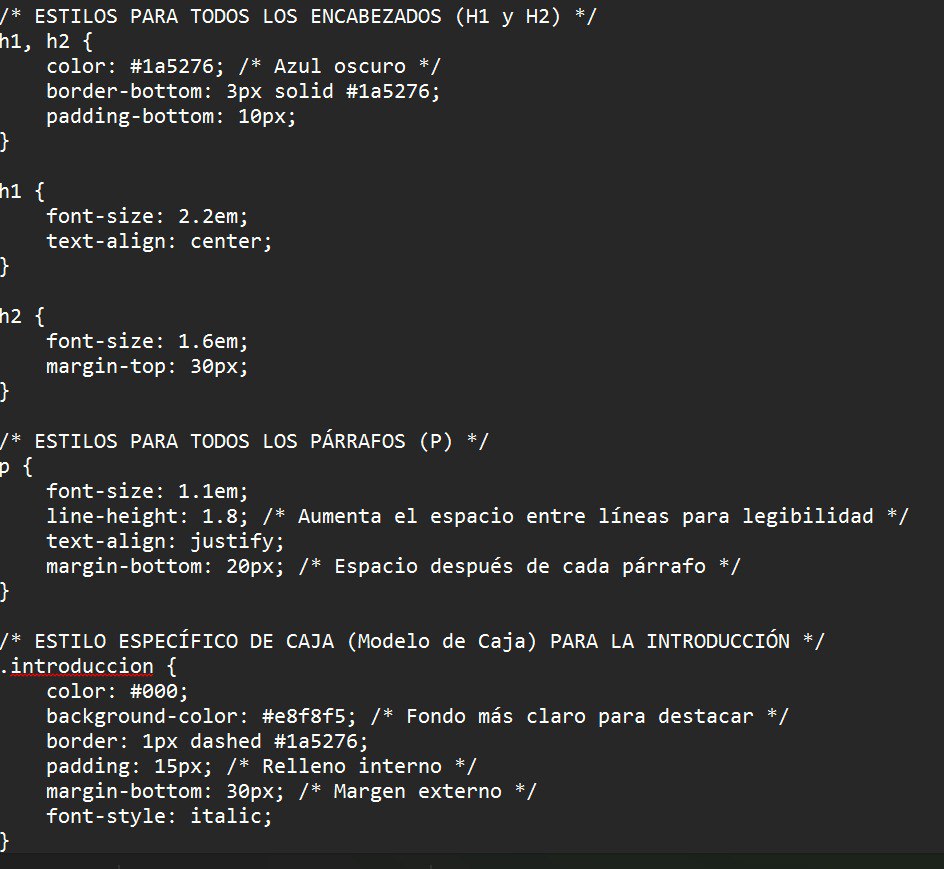 /* ESTILOS PARA TODOS LOS ENCABEZADOS (H1 y H2) */
h1, h2 {
    color: #1a5276; /* Azul oscuro */
    border-bottom: 3px solid #1a5276;
    padding-bottom: 10px;
}

h1 {
    font-size: 2.2em;
    text-align: center;
}

h2 {
    font-size: 1.6em;
    margin-top: 30px;
}

/* ESTILOS PARA TODOS LOS PÁRRAFOS (P) */
p {
    font-size: 1.1em;
    line-height: 1.8; /* Aumenta el espacio entre líneas para legibilidad */
    text-align: justify;
    margin-bottom: 20px; /* Espacio después de cada párrafo */
}

/* ESTILO ESPECÍFICO DE CAJA (Modelo de Caja) PARA LA INTRODUCCIÓN */
.introduccion {
    color: #000;
    background-color: #e8f8f5; /* Fondo más claro para destacar */
    border: 1px dashed #1a5276;
    padding: 15px; /* Relleno interno */
    margin-bottom: 30px; /* Margen externo */
    font-style: italic;
}